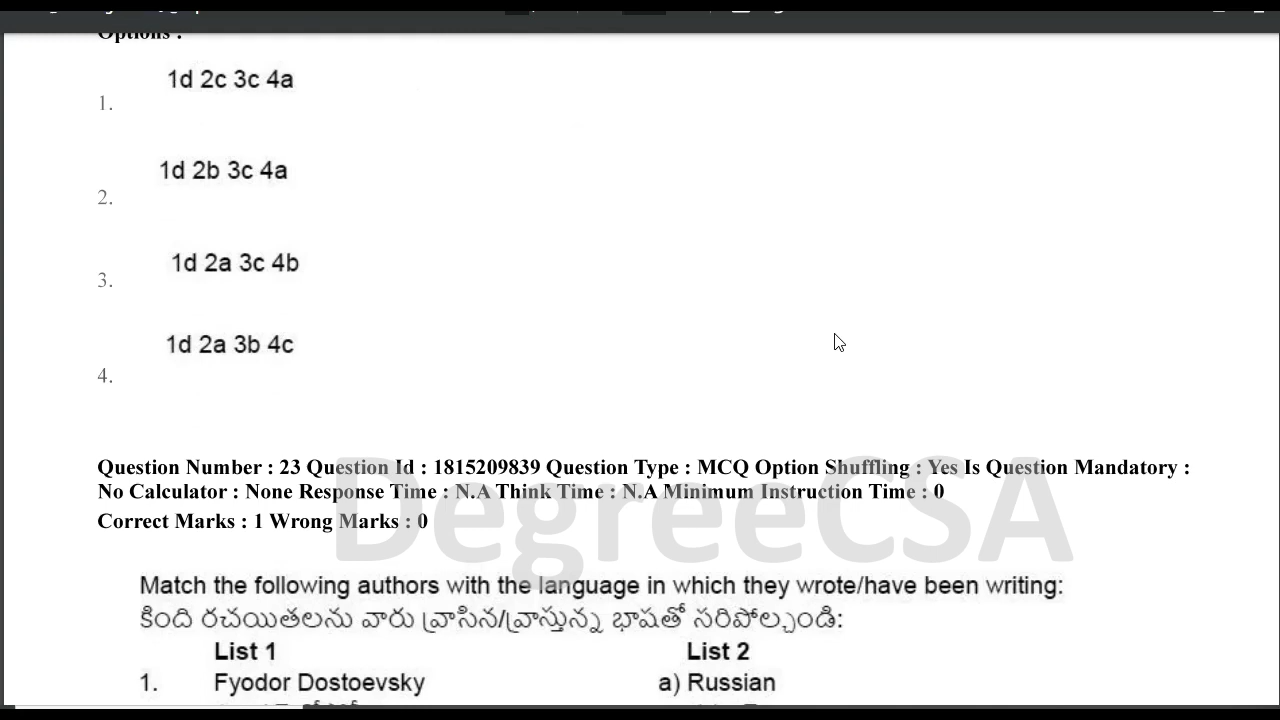 Options :
1d 2c 3c 4a
1.
1d 2b 3c 4a
2.
1d 2a 3c 4b
3.
1d 2a 3b 4c
4.
Question Number : 23 Question Id : 1815209839 Question Type : MCQ Option Shuffling : Yes Is Question Mandatory :
No Calculator : None Response Time : N.A Think Time : N.A Minimum Instruction Time : 0
Correct Marks : 1 Wrong Marks : 0
DegreeCSA
Match the following authors with the language in which they wrote/have been writing:
కింది రచయితలను వారు వ్రాసిన/వ్రాస్తున్న భాషతో సరిపోల్చండి:
List 1 List 2
1. Fyodor Dostoevsky a) Russian